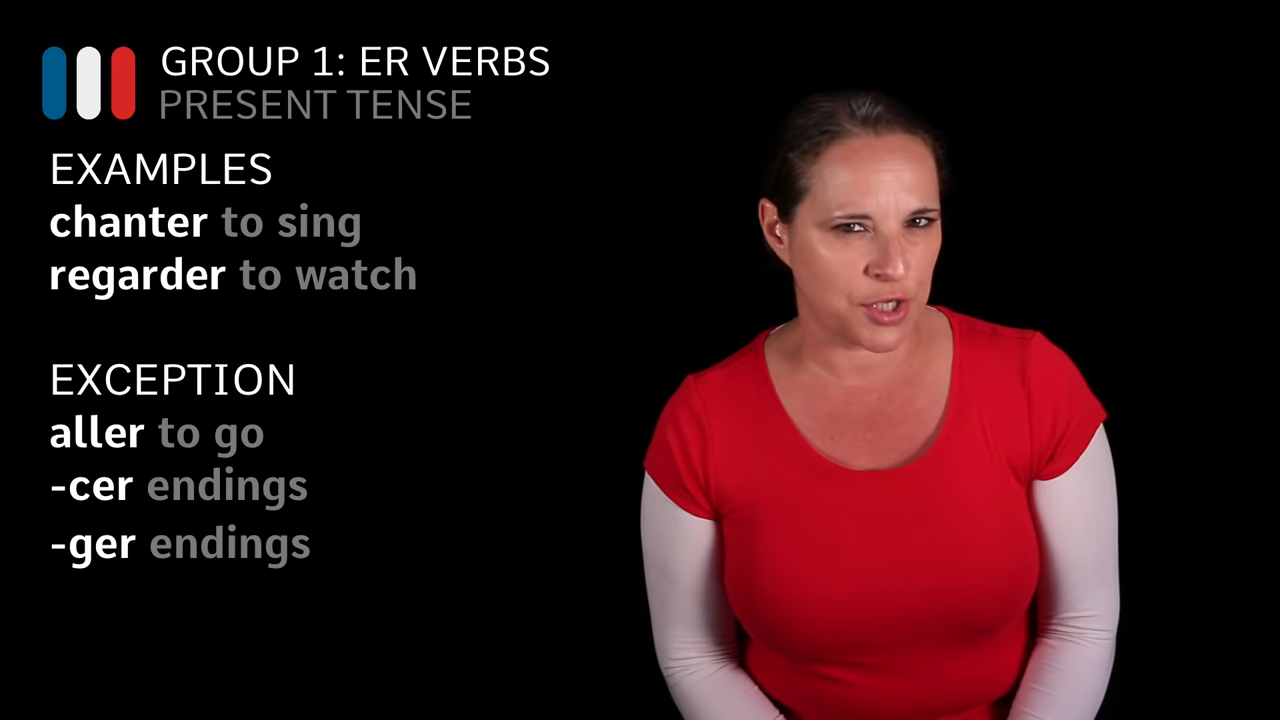 GROUP 1: ER VERBS
PRESENT TENSE
EXAMPLES
chanter to sing
regarder to watch
EXCEPTION
aller to go
-cer endings
-ger endings